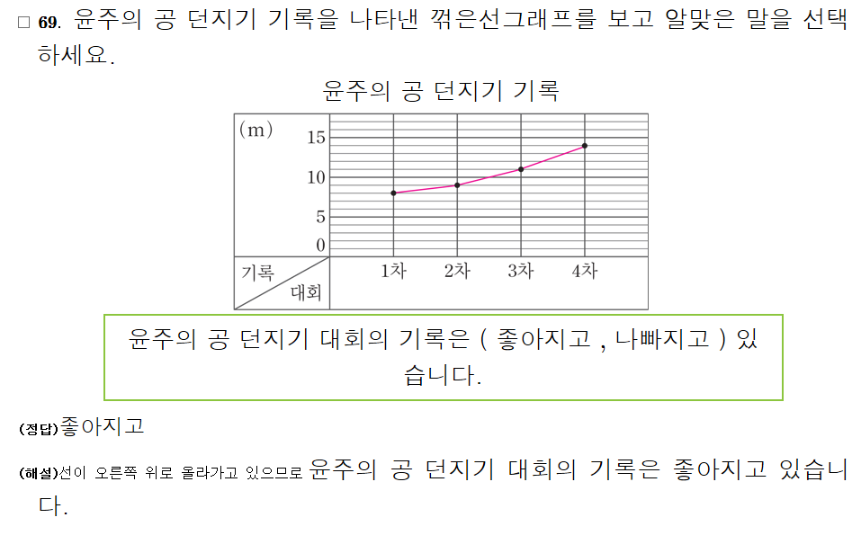 □ 69. 윤주의 공 던지기 기록을 나타낸 꺾은선그래프를 보고 알맞은 말을 선택
하세요.
윤주의 공 던지기 기록
(m)
15
10
5
0
기록
대회
1차 2차 3차 4차
윤주의 공 던지기 대회의 기록은 ( 좋아지고 , 나빠지고 ) 있
습니다.
(정답)좋아지고
(해설)선이 오른쪽 위로 올라가고 있으므로 윤주의 공 던지기 대회의 기록은 좋아지고 있습니
다.